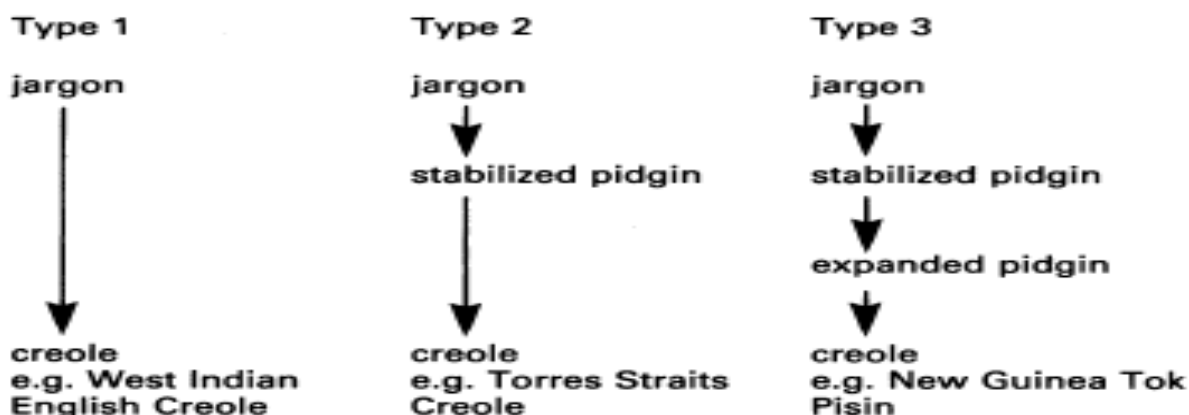 Type 1
jargon
creole
e.g. West Indian
English Creole
Type 2
jargon
stabilized pidgin
creole
e.g. Torres Straits
Creole
Type 3
jargon
stabilized pidgin
expanded pidgin
creole
e.g. New Guinea Tok
Pisin